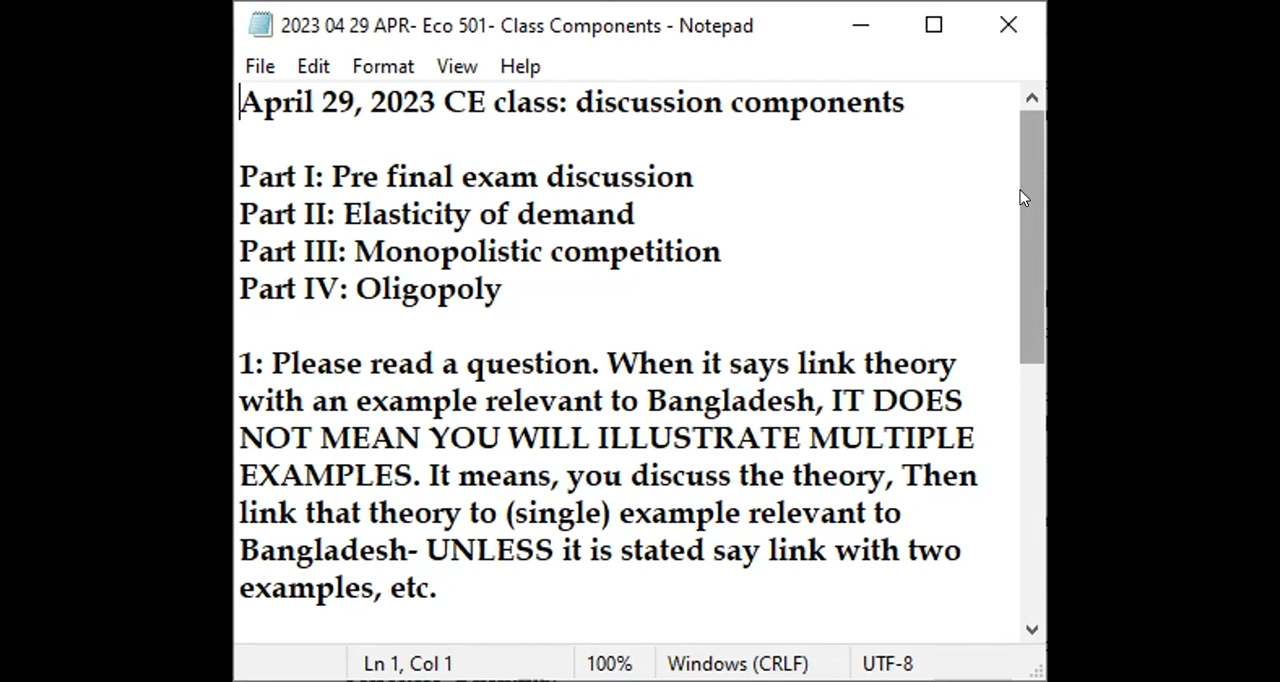 2023 04 29 APR- Eco 501- Class Components - Notepad
File Edit Format View Help
April 29, 2023 CE class: discussion components
Part I: Pre final exam discussion
Part II: Elasticity of demand
Part III: Monopolistic competition
Part IV: Oligopoly
1: Please read a question. When it says link theory
with an example relevant to Bangladesh, IT DOES
NOT MEAN YOU WILL ILLUSTRATE MULTIPLE
EXAMPLES. It means, you discuss the theory, Then
link that theory to (single) example relevant to
Bangladesh- UNLESS it is stated say link with two
examples, etc.
Ln 1, Col 1 100% Windows (CRLF) UTF-8